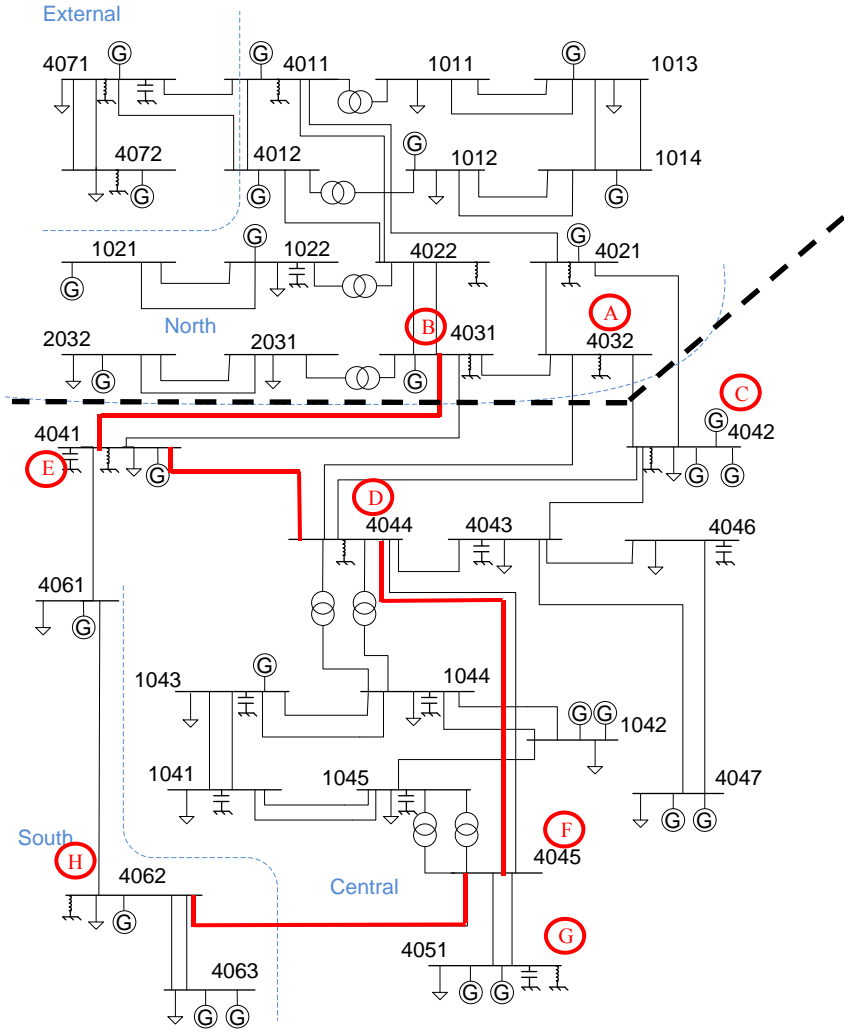 External
G G G
4071 4011 1011 1013
G
4072 4012 1012 1014
G G G
G G
1021 1022 4022 4021
G
North B A
2032 2031 4031 4032
G G C
G
4041 4042
E G G G
D
4044 4043 4046
4061
G
G
1043 1044 G G
1042
1041 1045 4047
G G
South F
H 4045
4062 Central
G G
4051
4063 G G
G G